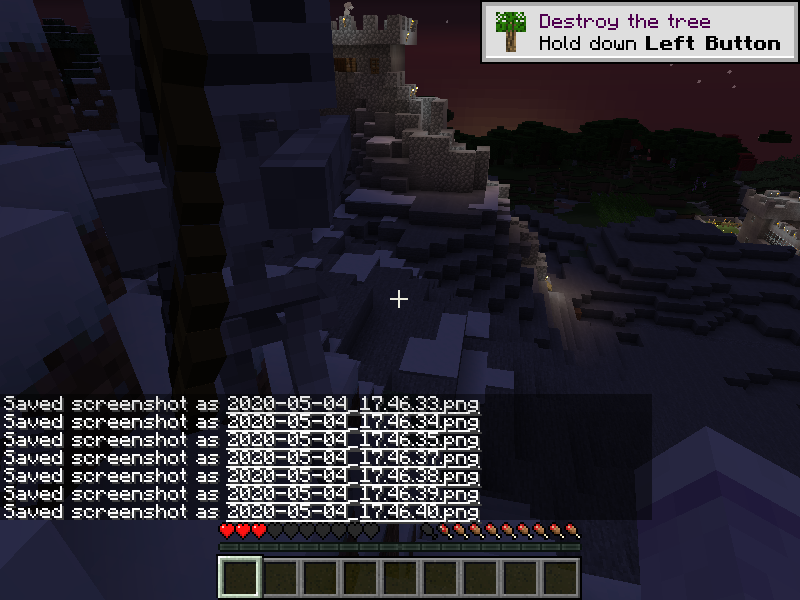 Destroy the tree
Hold down Left Button
Saved screenshot as 2020-05-04_17.46.33.png
Saved screenshot as 2020-05-04_17.46.34.png
Saved screenshot as 2020-05-04_17.46.35.png
Saved screenshot as 2020-05-04_17.46.37.png
Saved screenshot as 2020-05-04_17.46.38.png
Saved screenshot as 2020-05-04_17.46.39.png
Saved screenshot as 2020-05-04_17.46.40.png